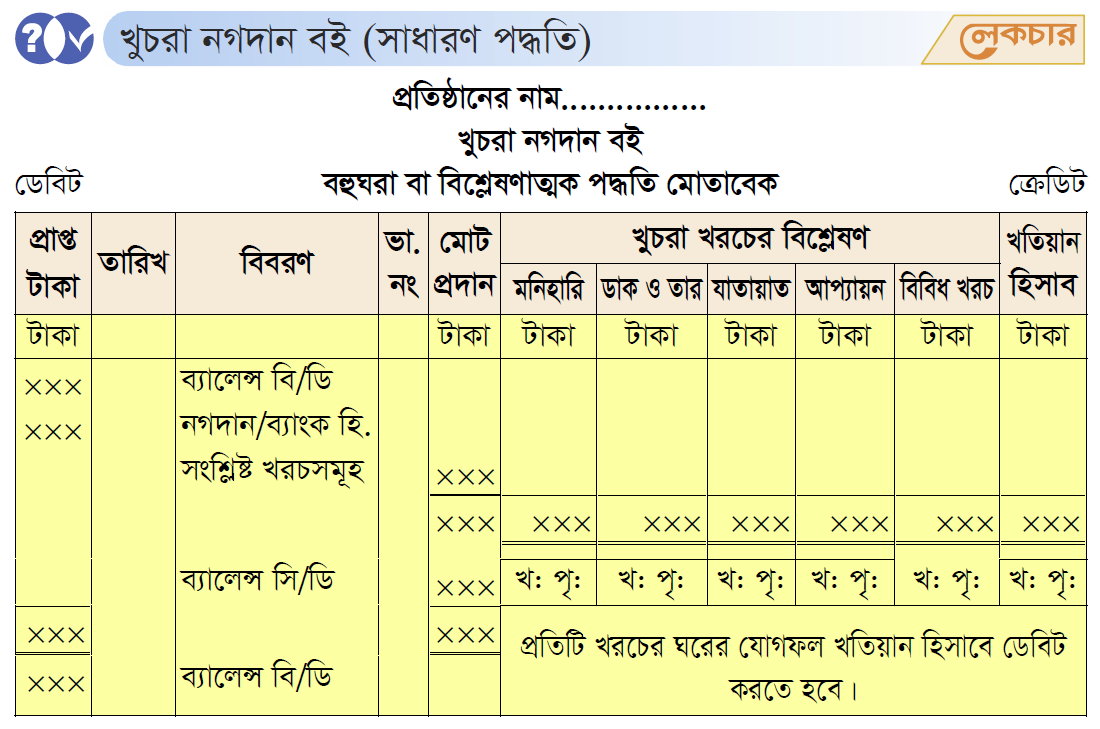 খুচরা নগদান বই (সাধারণ পদ্ধতি)
লেকচার
প্রতিষ্ঠানের নাম................
খুচরা নগদান বই
ডেবিট বহুঘরা বা বিশ্লেষণাত্মক পদ্ধতি মোতাবেক ক্রেডিট
প্রাপ্ত টাকা তারিখ বিবরণ ভা. নং মোট প্রদান খুচরা খরচের বিশ্লেষণ খতিয়ান হিসাব
মনিহারি ডাক ও তার যাতায়াত আপ্যায়ন বিবিধ খরচ
টাকা টাকা টাকা টাকা টাকা টাকা টাকা টাকা
××× ব্যালেন্স বি/ডি
××× নগদান/ব্যাংক হি.
সংশ্লিষ্ট খরচসমূহ ×××
××× ××× ××× ××× ××× ××× ×××
ব্যালেন্স সি/ডি ××× খ: পৃ: খ: পৃ: খ: পৃ: খ: পৃ: খ: পৃ: খ: পৃ:
××× ×××
××× ব্যালেন্স বি/ডি
প্রতিটি খরচের ঘরের যোগফল খতিয়ান হিসাবে ডেবিট
করতে হবে।